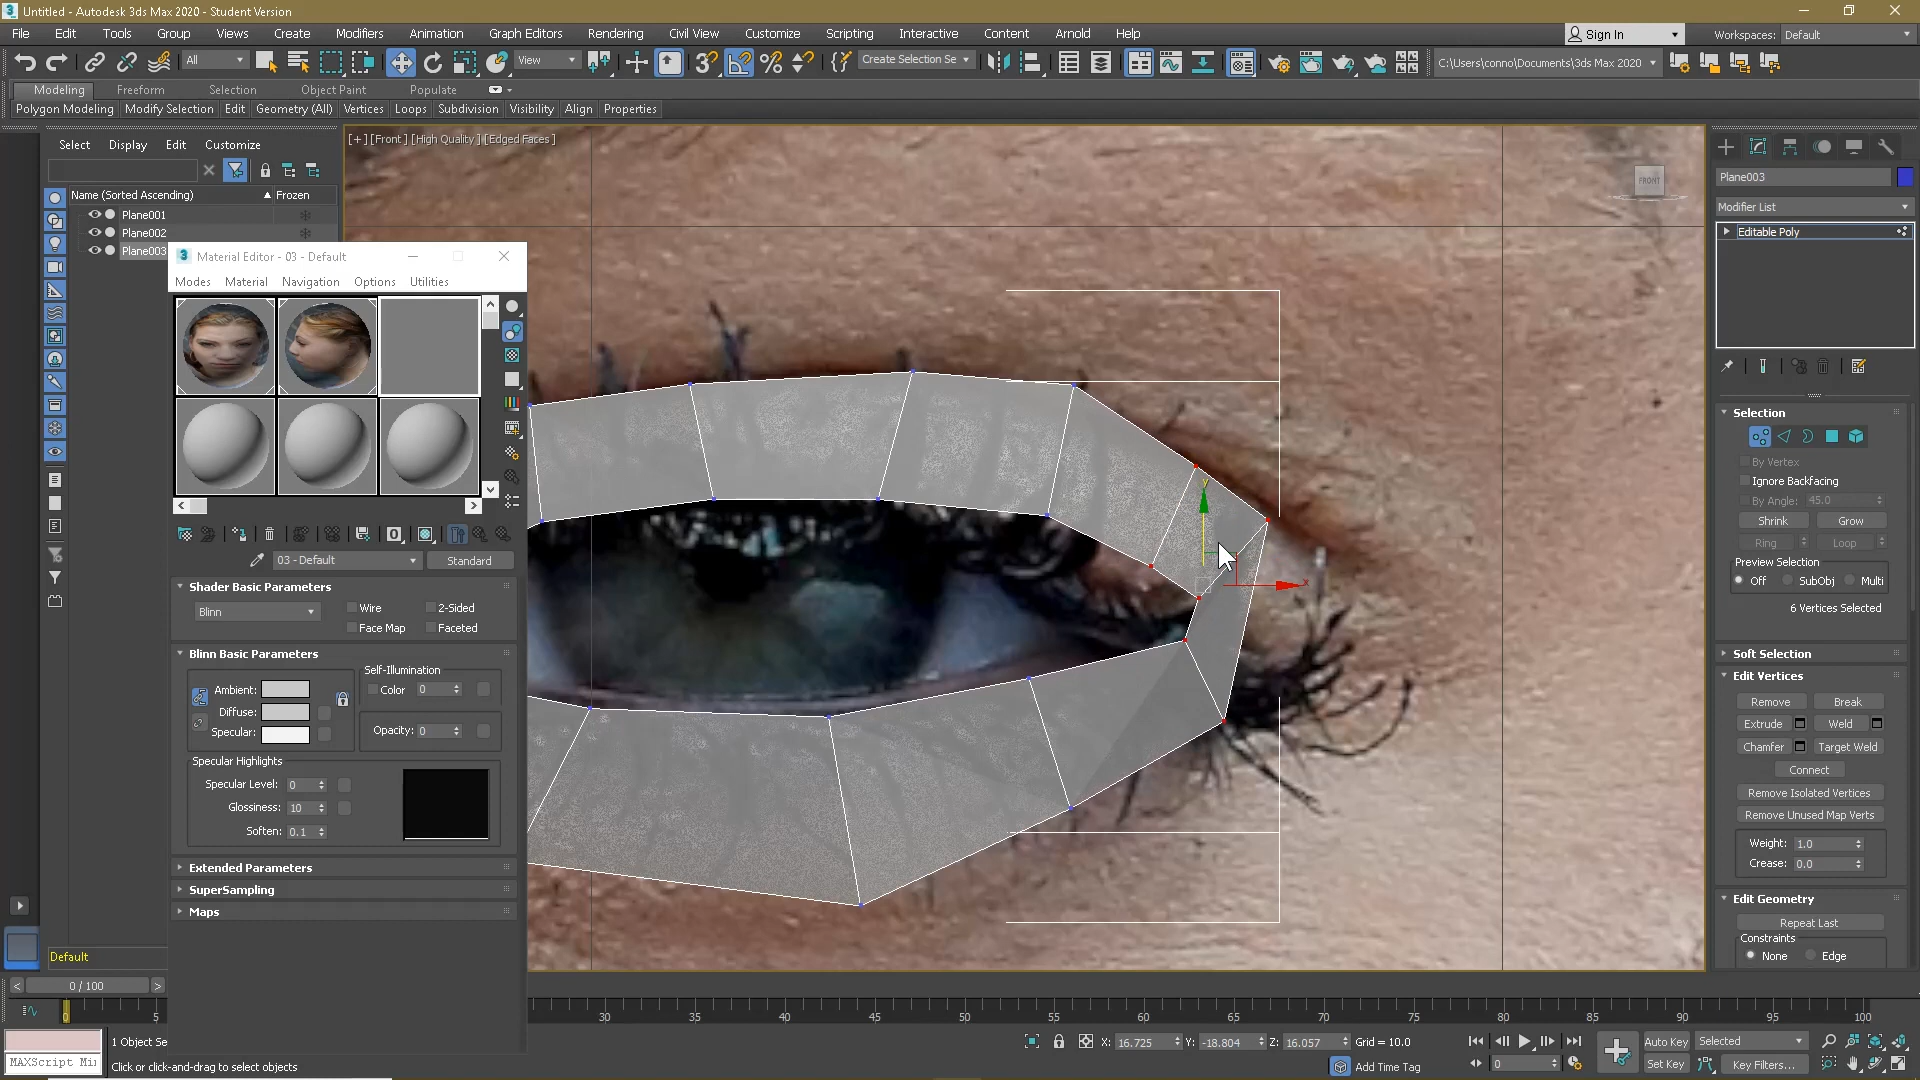 Untitled - Autodesk 3ds Max 2020 - Student Version
File Edit Tools Group Views Create Modifiers Animation Graph Editors Rendering Civil View Customize Scripting Interactive Content Arnold Help Sign In Workspaces: Default
All View Create Selection Se C:\Users\conno\Documents\3ds Max 2020
Modeling Freeform Selection Object Paint Populate
Polygon Modeling Modify Selection Edit Geometry (All) Vertices Loops Subdivision Visibility Align Properties
Select Display Edit Customize
Name (Sorted Ascending) Frozen
Plane001
Plane002
Plane003
Default
[+] [Front] [High Quality] [Edged Faces]
FRONT
y
x
Material Editor - 03 - Default
Modes Material Navigation Options Utilities
03 - Default Standard
Shader Basic Parameters
Blinn Wire 2-Sided
Face Map Faceted
Blinn Basic Parameters
Self-Illumination
Ambient: Color 0
Diffuse:
Specular: Opacity: 0
Specular Highlights
Specular Level: 0
Glossiness: 10
Soften: 0.1
Extended Parameters
SuperSampling
Maps
Plane003
Modifier List
Editable Poly
Selection
By Vertex
Ignore Backfacing
By Angle: 45.0
Shrink Grow
Ring Loop
Preview Selection
Off SubObj Multi
6 Vertices Selected
Soft Selection
Edit Vertices
Remove Break
Extrude Weld
Chamfer Target Weld
Connect
Remove Isolated Vertices
Remove Unused Map Verts
Weight: 1.0
Crease: 0.0
Edit Geometry
Repeat Last
Constraints
None Edge
0 / 100
0 5 30 35 40 45 50 55 60 65 70 75 80 85 90 95 100
1 Object Se X: 16.725 Y: -18.804 Z: 16.057 Grid = 10.0 Auto Key Selected
MAXScript Mi Click or click-and-drag to select objects Add Time Tag 0 Set Key Key Filters...